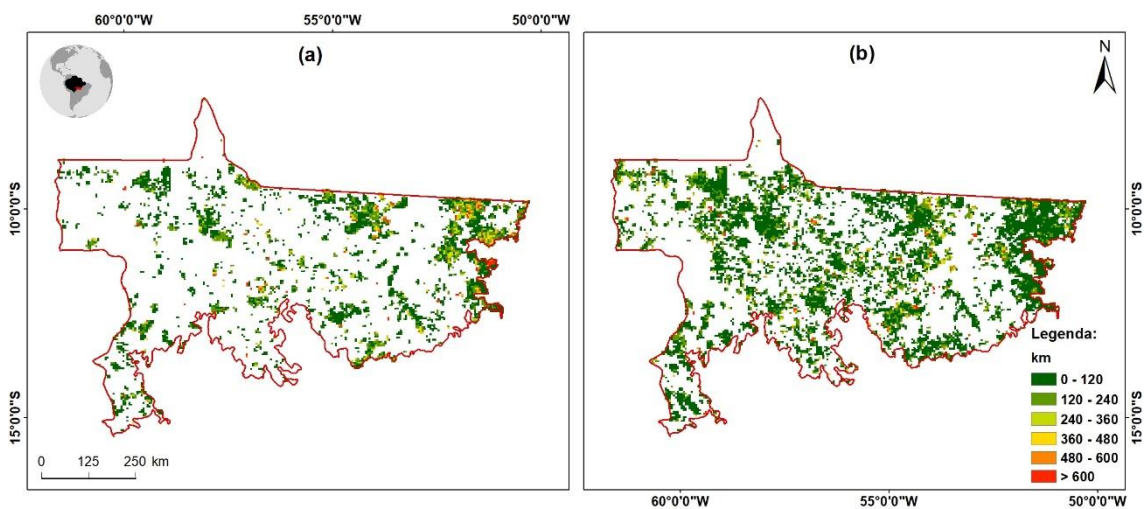 60°0'0"W 55°0'0"W 50°0'0"W
(a)
(b)
N
10°0'0"S
15°0'0"S
10°0'0"S
15°0'0"S
Legenda:
km
0 - 120
120 - 240
240 - 360
360 - 480
480 - 600
> 600
0 125 250 km
60°0'0"W 55°0'0"W 50°0'0"W